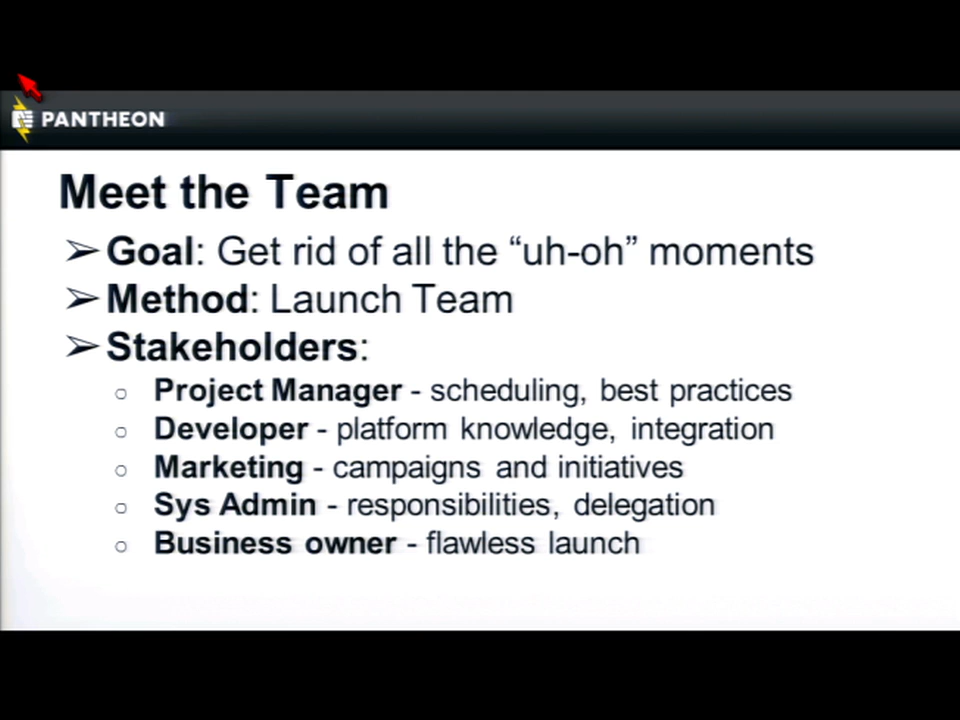 PANTHEON
Meet the Team
➢ Goal: Get rid of all the “uh-oh” moments
➢ Method: Launch Team
➢ Stakeholders:
○ Project Manager - scheduling, best practices
○ Developer - platform knowledge, integration
○ Marketing - campaigns and initiatives
○ Sys Admin - responsibilities, delegation
○ Business owner - flawless launch